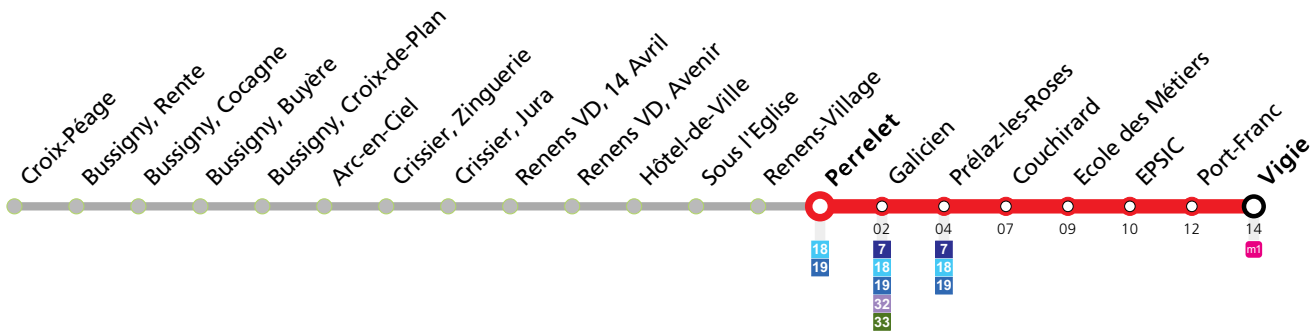 Croix-Péage
Bussigny, Rente
Bussigny, Cocagne
Bussigny, Buyère
Bussigny, Croix-de-Plan
Arc-en-Ciel
Crissier, Zinguerie
Crissier, Jura
Renens VD, 14 Avril
Renens VD, Avenir
Hôtel-de-Ville
Sous l'Eglise
Renens-Village
Perrelet
Galicien
Prélaz-les-Roses
Couchirard
Ecole des Métiers
EPSIC
Port-Franc
Vigie
02 04 07 09 10 12 14
18 7 7 m1
19 18 18
19 19
32
33